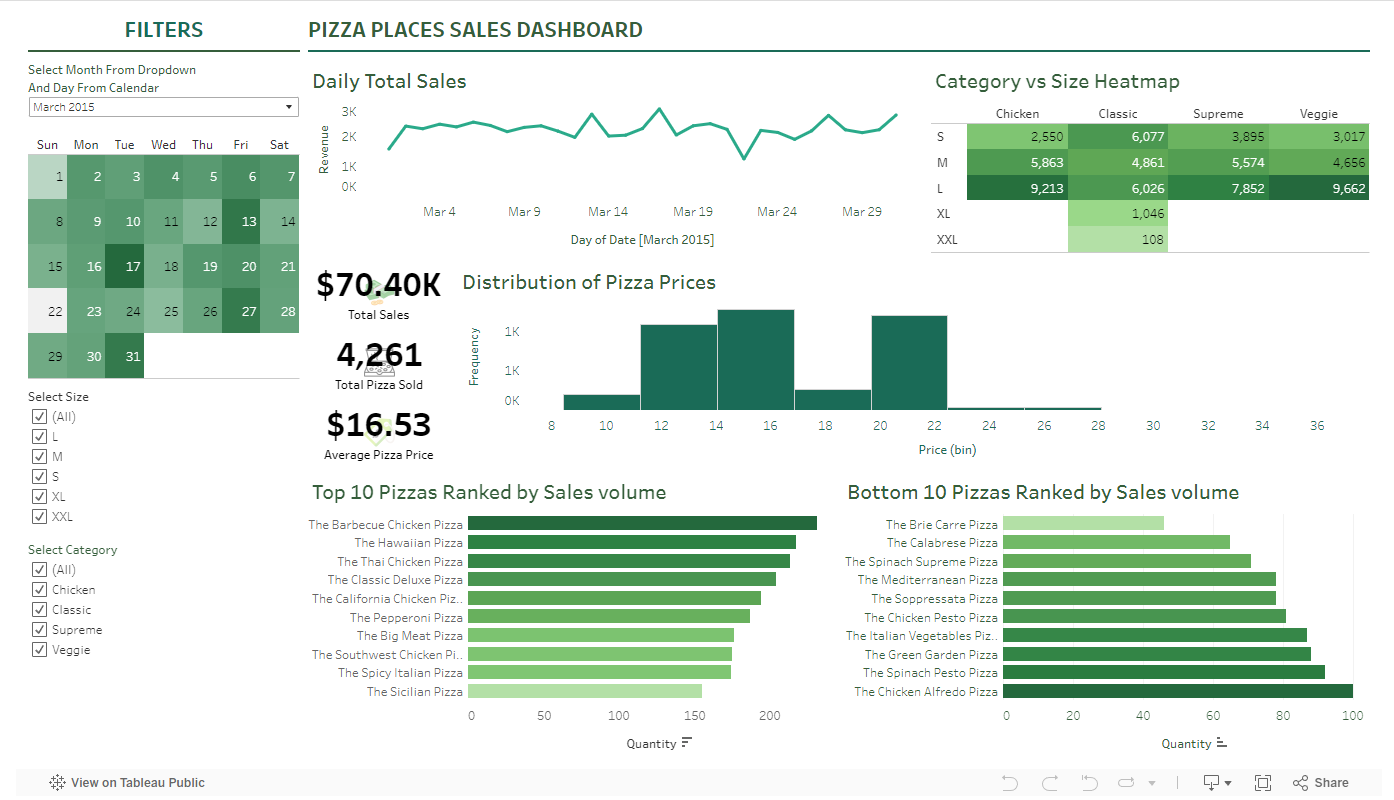 FILTERS
PIZZA PLACES SALES DASHBOARD
Select Month From Dropdown
And Day From Calendar
March 2015
Sun Mon Tue Wed Thu Fri Sat
1 2 3 4 5 6 7
8 9 10 11 12 13 14
15 16 17 18 19 20 21
22 23 24 25 26 27 28
29 30 31
Select Size
(All)
L
M
S
XL
XXL
Select Category
(All)
Chicken
Classic
Supreme
Veggie
Daily Total Sales
Revenue
3K
2K
1K
0K
Mar 4 Mar 9 Mar 14 Mar 19 Mar 24 Mar 29
Day of Date [March 2015]
Category vs Size Heatmap
Chicken Classic Supreme Veggie
S 2,550 6,077 3,895 3,017
M 5,863 4,861 5,574 4,656
L 9,213 6,026 7,852 9,662
XL 1,046
XXL 108
$70.40K
Total Sales
4,261
Total Pizza Sold
$16.53
Average Pizza Price
Distribution of Pizza Prices
Frequency
1K
1K
0K
8 10 12 14 16 18 20 22 24 26 28 30 32 34 36
Price (bin)
Top 10 Pizzas Ranked by Sales volume
The Barbecue Chicken Pizza
The Hawaiian Pizza
The Thai Chicken Pizza
The Classic Deluxe Pizza
The California Chicken Piz..
The Pepperoni Pizza
The Big Meat Pizza
The Southwest Chicken Pi..
The Spicy Italian Pizza
The Sicilian Pizza
0 50 100 150 200
Quantity
Bottom 10 Pizzas Ranked by Sales volume
The Brie Carre Pizza
The Calabrese Pizza
The Spinach Supreme Pizza
The Mediterranean Pizza
The Soppressata Pizza
The Chicken Pesto Pizza
The Italian Vegetables Piz..
The Green Garden Pizza
The Spinach Pesto Pizza
The Chicken Alfredo Pizza
0 20 40 60 80 100
Quantity
View on Tableau Public
Share